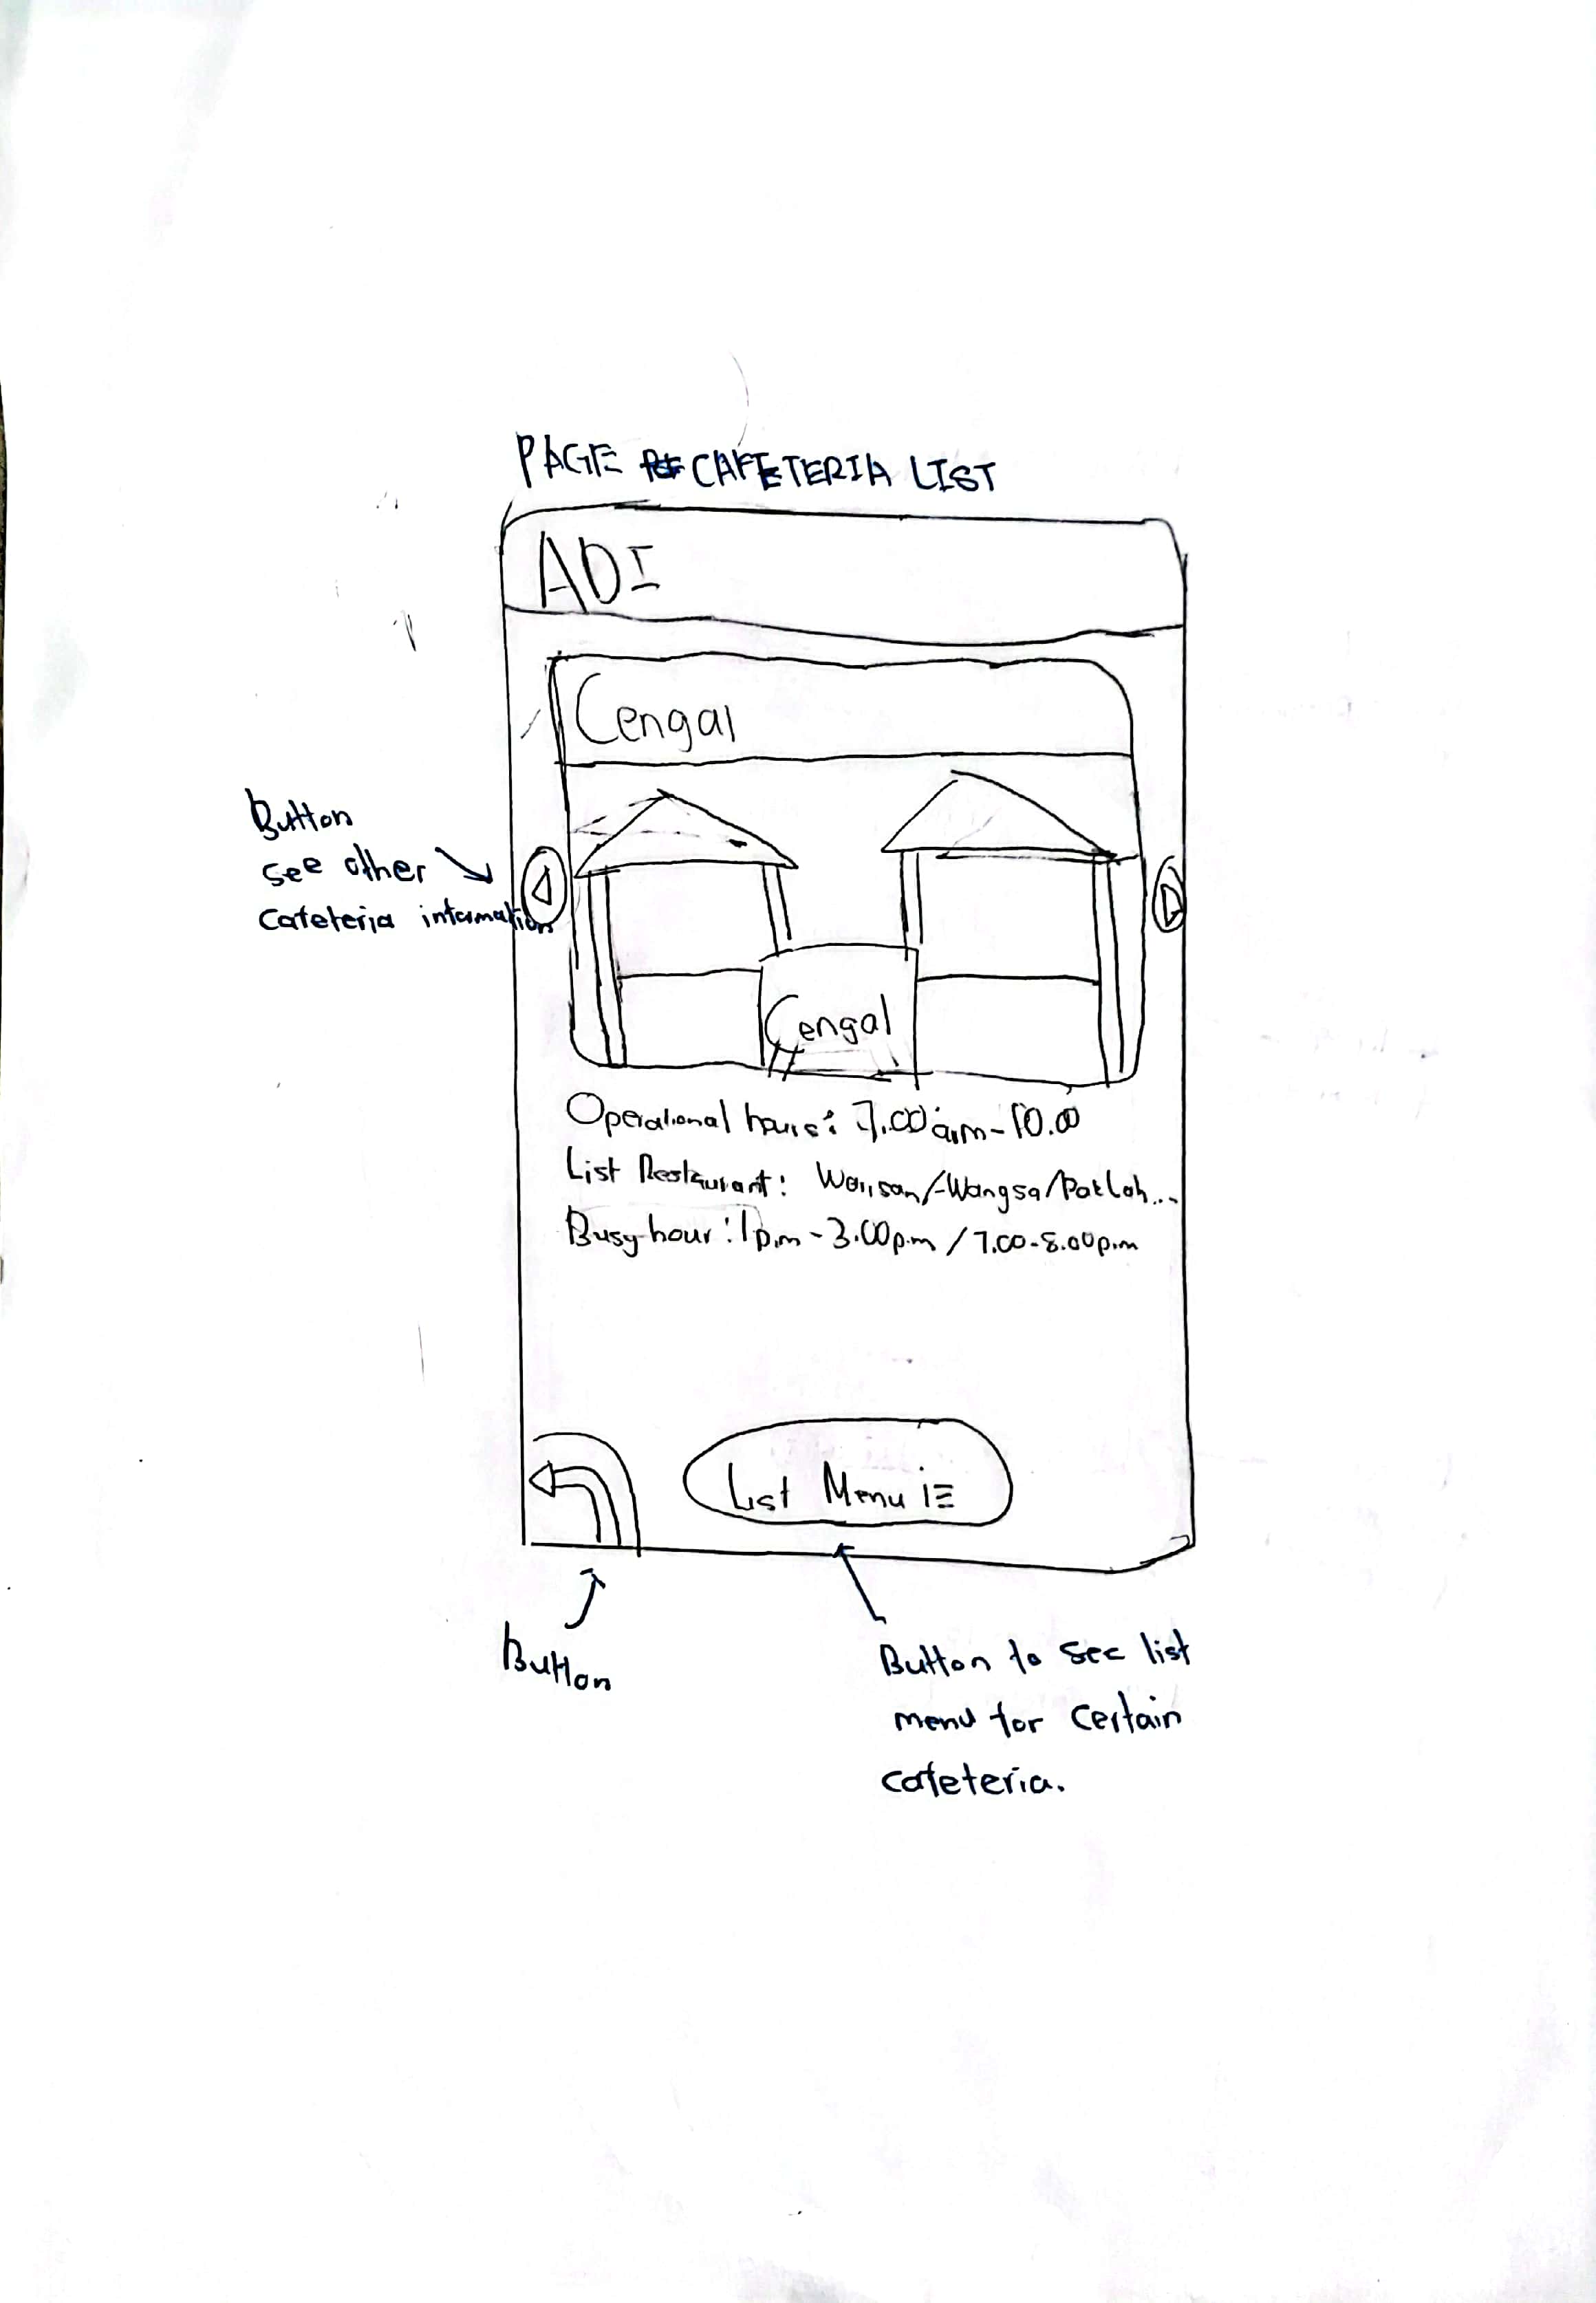 PAGE CAFETERIA LIST
ADI
Cengal
Button
see other
cafeteria information
Cengal
Operational hours: 7.00 a.m - 10.00
List Restaurant: Warisan/Wangsa/Pak Lah...
Busy hour: 1p.m - 3.00p.m / 7.00-8.00p.m
List Menu
Button
Button to see list
menu for certain
cafeteria.